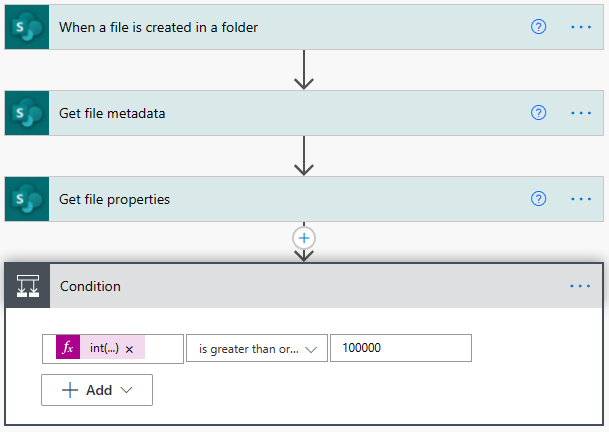 When a file is created in a folder
Get file metadata
Get file properties
Condition
fx int(...) × is greater than or... 100000
+ Add